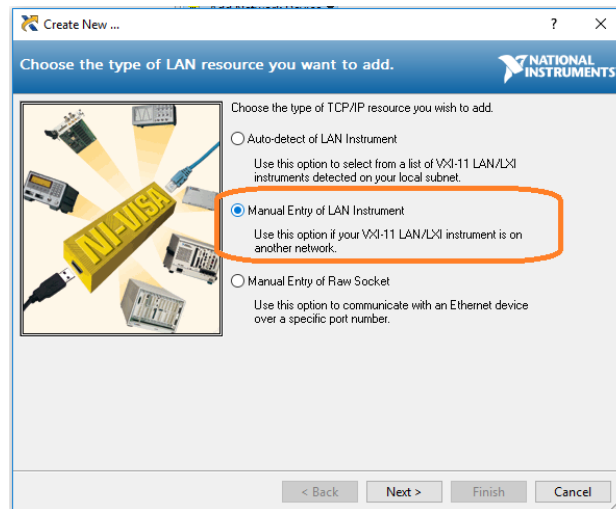 Add Network Device
Create New ...
?
Choose the type of LAN resource you want to add.
NATIONAL
INSTRUMENTS
Choose the type of TCP/IP resource you wish to add.
Auto-detect of LAN Instrument
Use this option to select from a list of VXI-11 LAN/LXI
instruments detected on your local subnet.
Manual Entry of LAN Instrument
Use this option if your VXI-11 LAN/LXI instrument is on
another network.
Manual Entry of Raw Socket
Use this option to communicate with an Ethernet device
over a specific port number.
NI-VISA
< Back
Next >
Finish
Cancel